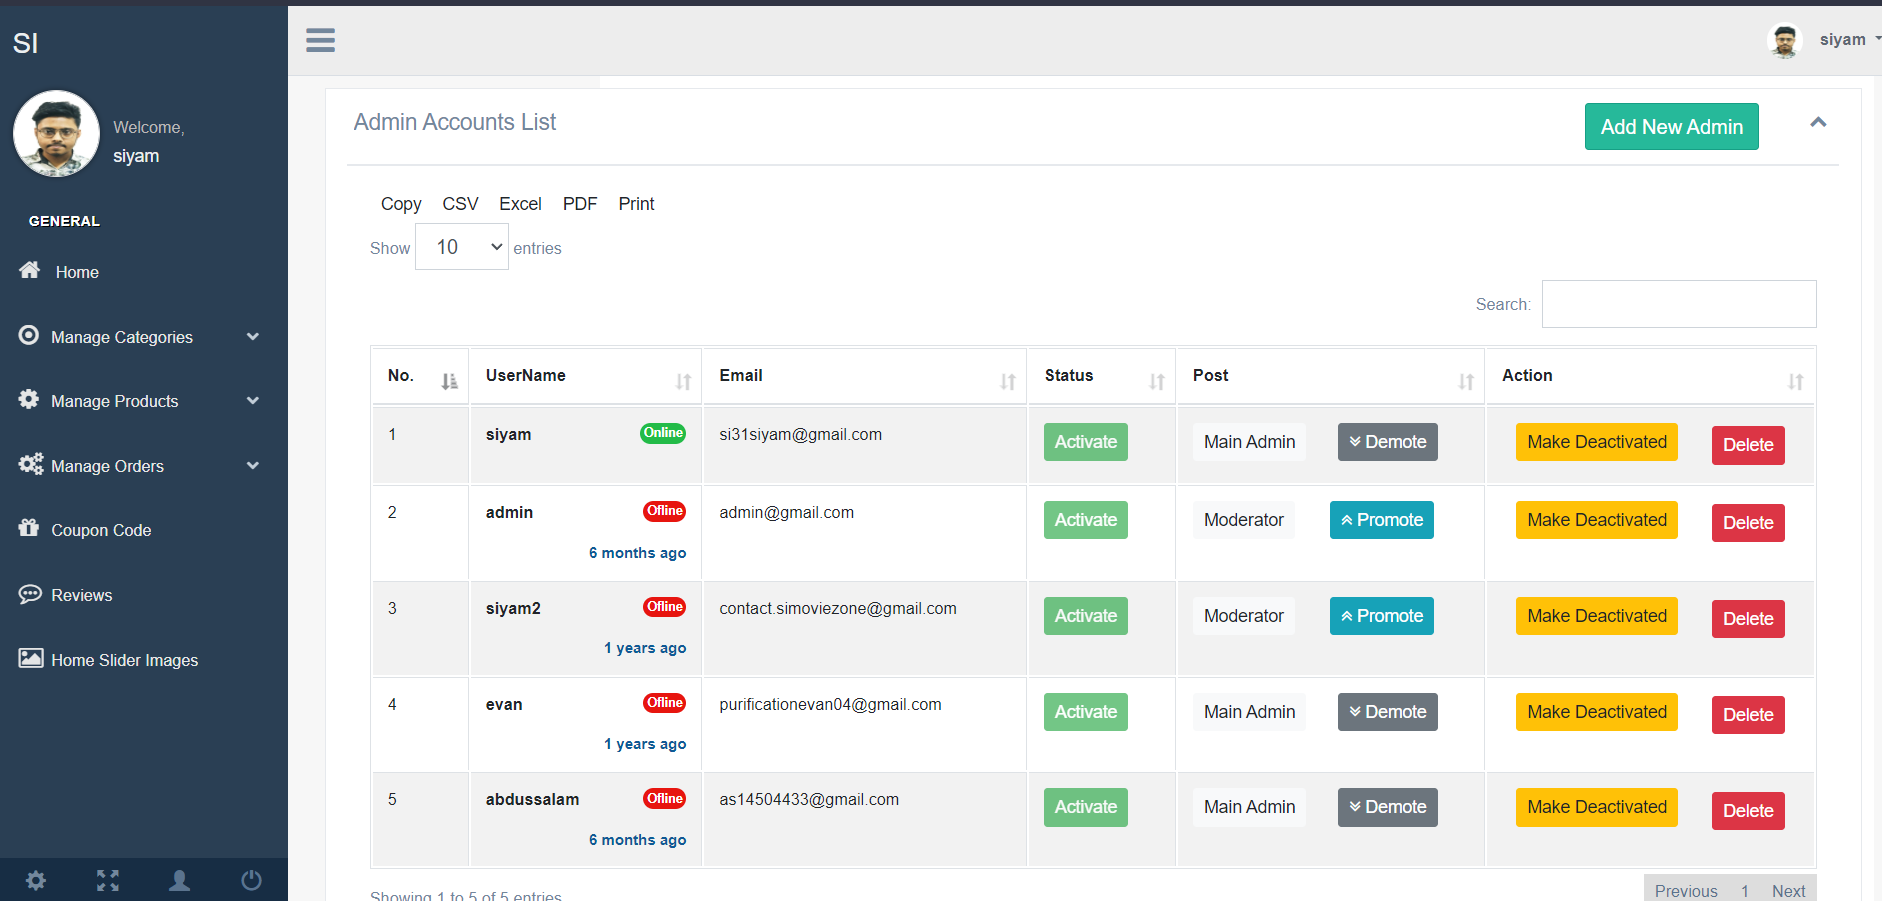 SI
siyam
Welcome,
siyam
GENERAL
Home
Manage Categories
Manage Products
Manage Orders
Coupon Code
Reviews
Home Slider Images
Admin Accounts List
Add New Admin
Copy CSV Excel PDF Print
Show 10 entries
Search:
No. UserName Email Status Post Action
1 siyam Online si31siyam@gmail.com Activate Main Admin Demote Make Deactivated Delete
2 admin Ofline admin@gmail.com Activate Moderator Promote Make Deactivated Delete
6 months ago
3 siyam2 Ofline contact.simoviezone@gmail.com Activate Moderator Promote Make Deactivated Delete
1 years ago
4 evan Ofline purificationevan04@gmail.com Activate Main Admin Demote Make Deactivated Delete
1 years ago
5 abdussalam Ofline as14504433@gmail.com Activate Main Admin Demote Make Deactivated Delete
6 months ago
Showing 1 to 5 of 5 entries
Previous 1 Next